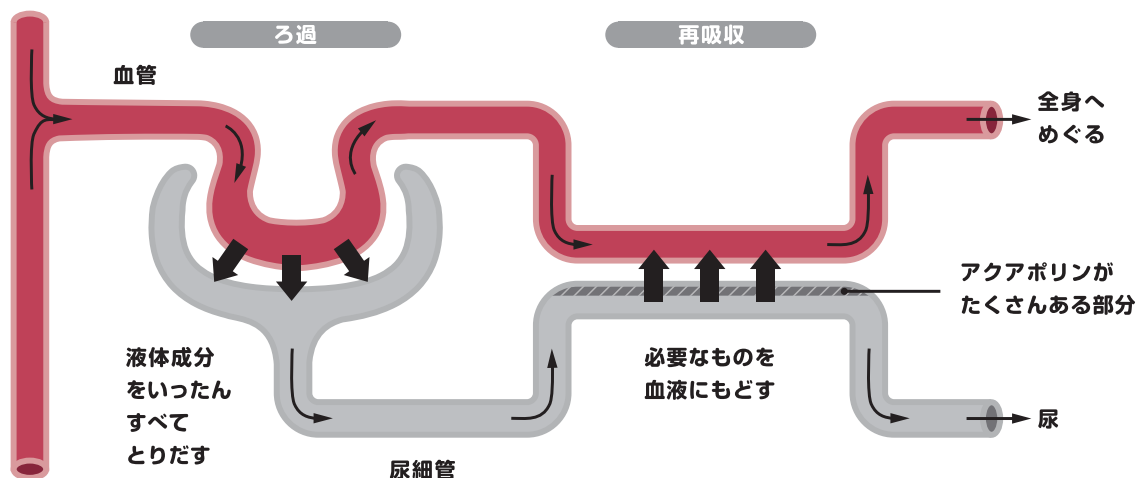 ろ過
再吸収
血管
全身へ
めぐる
アクアポリンが
たくさんある部分
液体成分
をいったん
すべて
とりだす
必要なものを
血液にもどす
尿
尿細管